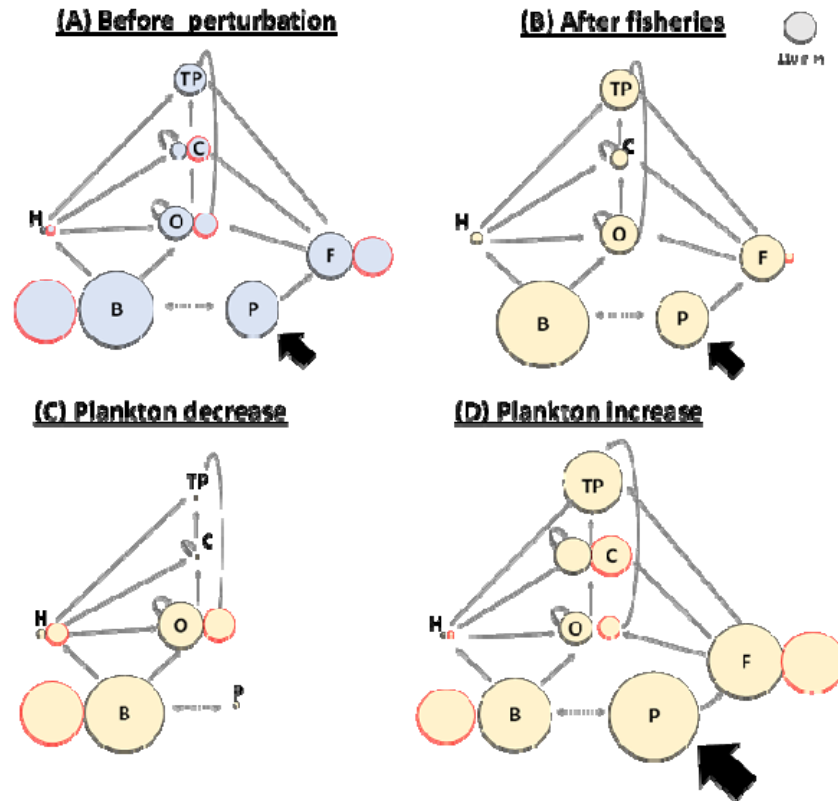 (A) Before perturbation
(B) After fisheries
TP
C
H
O
F
B
P
TP
C
H
O
F
B
P
(C) Plankton decrease
(D) Plankton increase
TP
C
H
O
B
P
TP
C
H
O
F
B
P